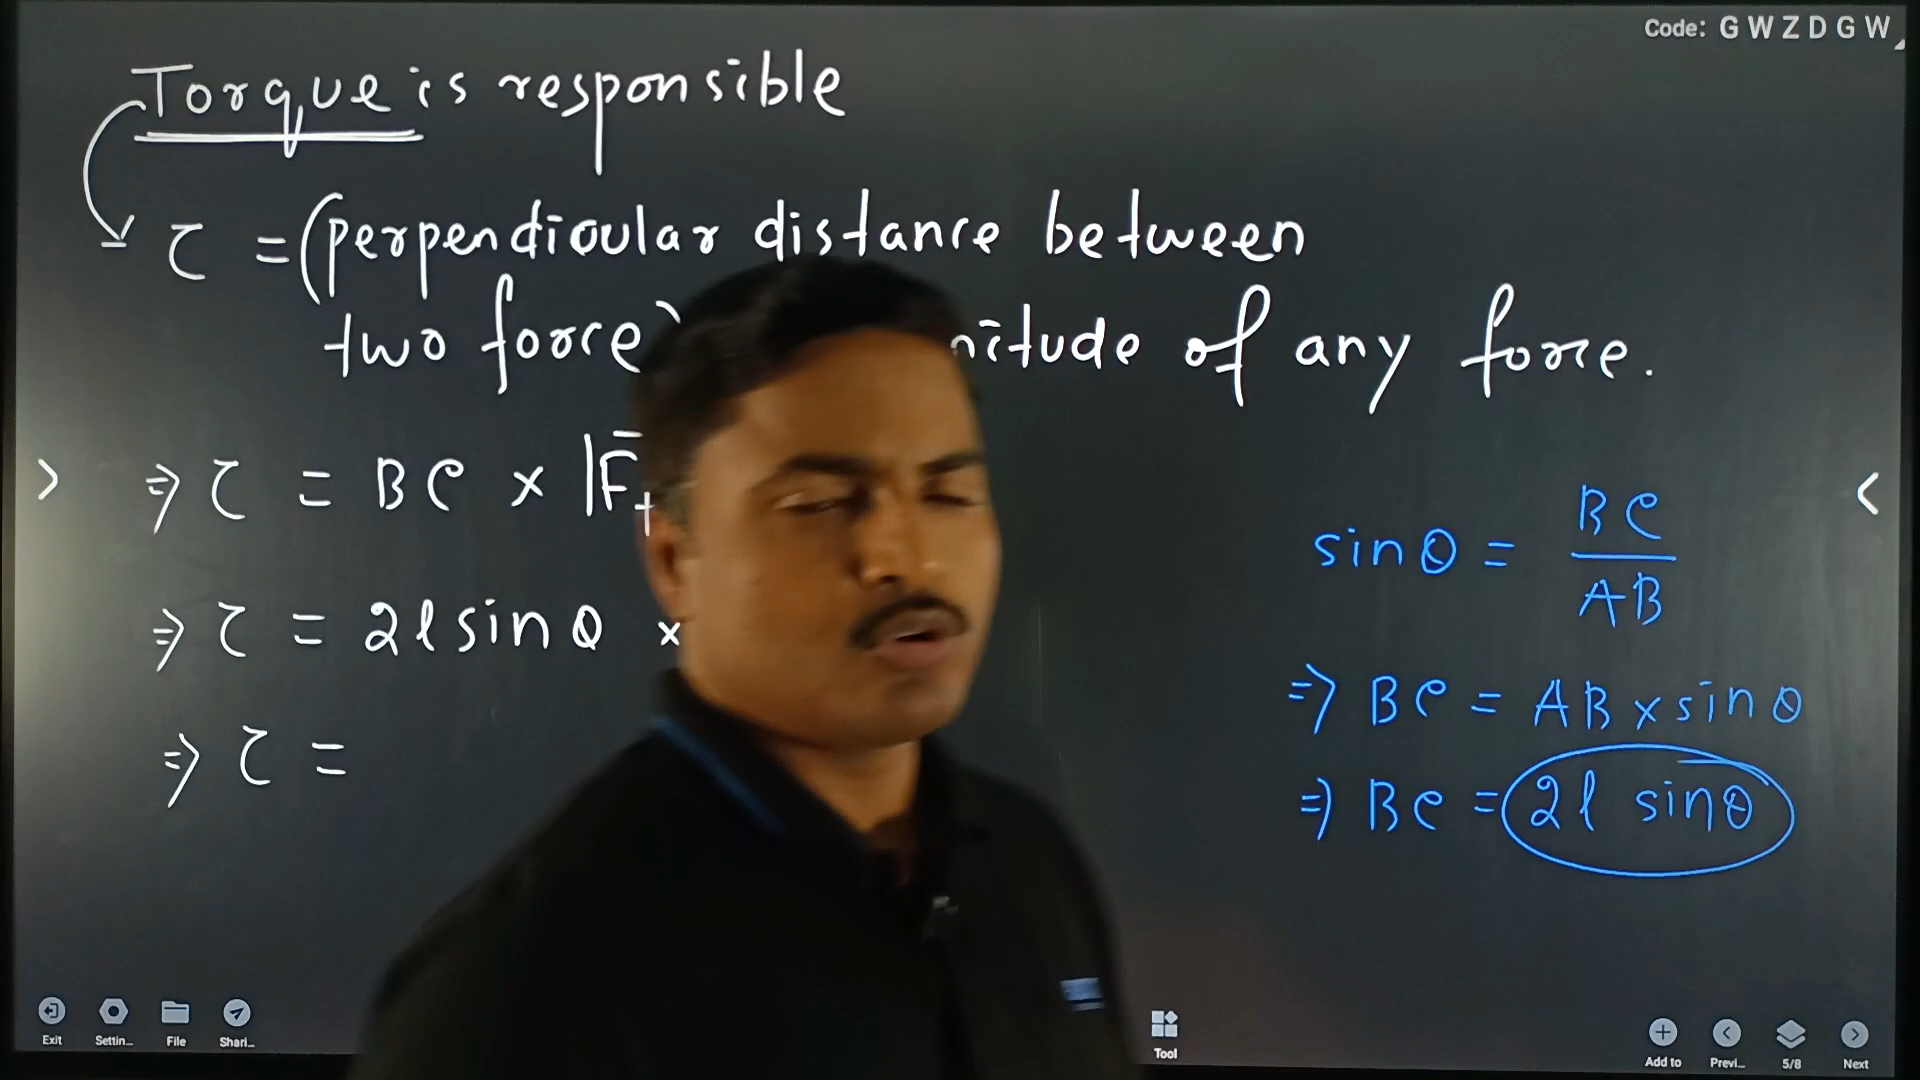 Code: G W Z D G W
Torque is responsible
τ = (perpendicular distance between
two force) of any force.
⇒ τ = BC × |F̄+
⇒ τ = 2l sin θ ×
⇒ τ =
sin θ = BC / AB
⇒ BC = AB × sin θ
⇒ BC = 2l sin θ
Exit Settin... File Shari...
Tool
Add to Previ... 5/8 Next